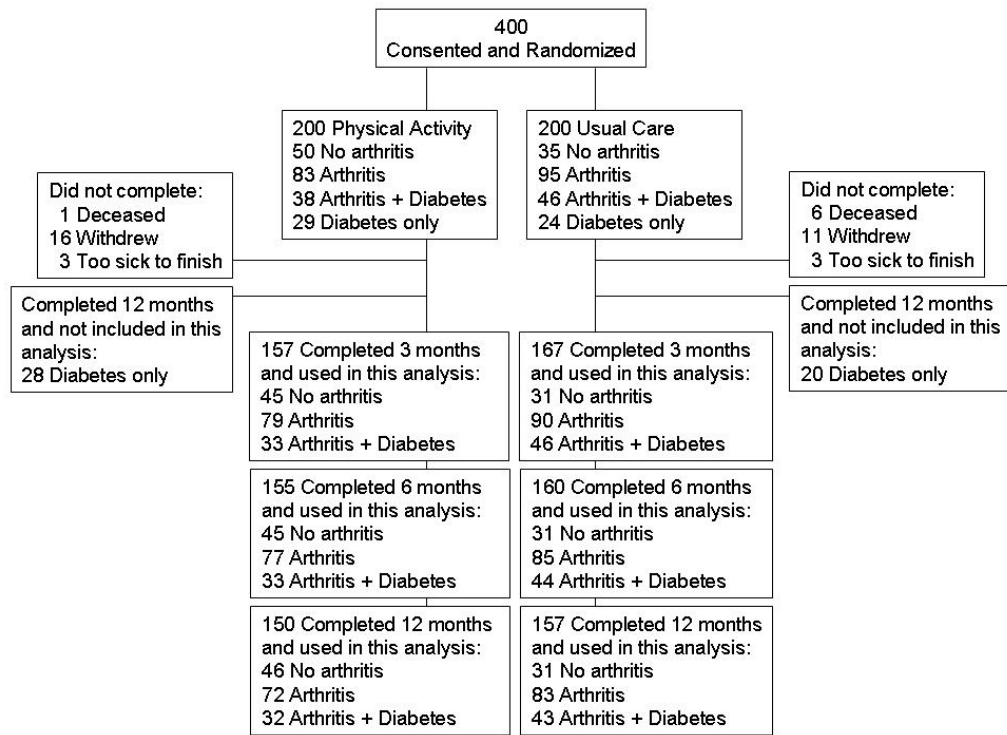 400
Consented and Randomized
200 Physical Activity
50 No arthritis
83 Arthritis
38 Arthritis + Diabetes
29 Diabetes only
200 Usual Care
35 No arthritis
95 Arthritis
46 Arthritis + Diabetes
24 Diabetes only
Did not complete:
1 Deceased
16 Withdrew
3 Too sick to finish
Did not complete:
6 Deceased
11 Withdrew
3 Too sick to finish
Completed 12 months
and not included in this
analysis:
28 Diabetes only
Completed 12 months
and not included in this
analysis:
20 Diabetes only
157 Completed 3 months
and used in this analysis:
45 No arthritis
79 Arthritis
33 Arthritis + Diabetes
167 Completed 3 months
and used in this analysis:
31 No arthritis
90 Arthritis
46 Arthritis + Diabetes
155 Completed 6 months
and used in this analysis:
45 No arthritis
77 Arthritis
33 Arthritis + Diabetes
160 Completed 6 months
and used in this analysis:
31 No arthritis
85 Arthritis
44 Arthritis + Diabetes
150 Completed 12 months
and used in this analysis:
46 No arthritis
72 Arthritis
32 Arthritis + Diabetes
157 Completed 12 months
and used in this analysis:
31 No arthritis
83 Arthritis
43 Arthritis + Diabetes